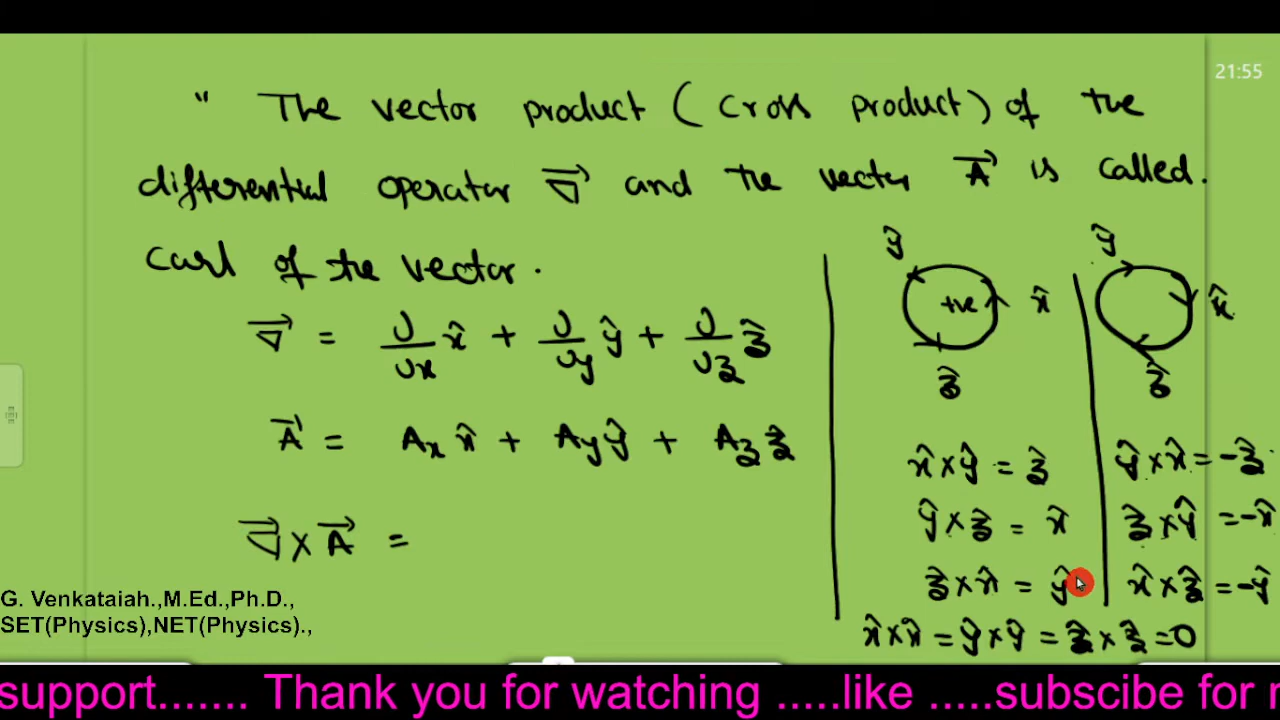 21:55
" The vector product (Cross product) of the
differential operator ∇⃗ and the vector A⃗ is called.
Curl of the vector.
∇⃗ = ∂/∂x x̂ + ∂/∂y ŷ + ∂/∂z ẑ
A⃗ = Ax x̂ + Ay ŷ + Az ẑ
∇⃗ × A⃗ =
ŷ
+ve x̂
ẑ
x̂ × ŷ = ẑ
ŷ × ẑ = x̂
ẑ × x̂ = ŷ
ŷ
x̂
ẑ
ŷ × x̂ = -ẑ
ẑ × ŷ = -x̂
x̂ × ẑ = -ŷ
x̂ × x̂ = ŷ × ŷ = ẑ × ẑ = 0
G. Venkataiah.,M.Ed.,Ph.D.,
SET(Physics),NET(Physics).,
support....... Thank you for watching .....like .....subscibe for